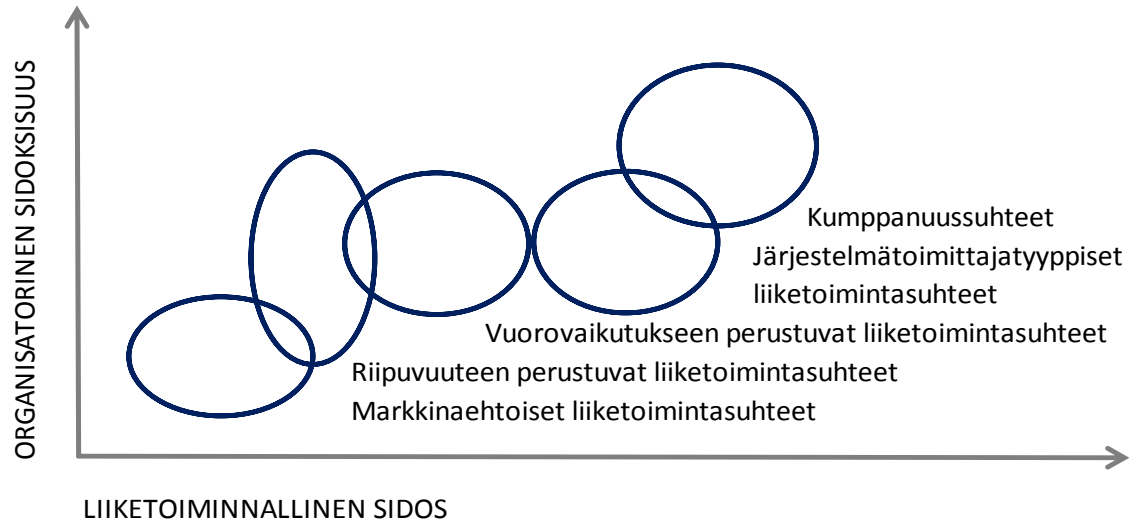 ORGANISATORINEN SIDOKSISUUS
Kumppanuussuhteet
Järjestelmätoimittajatyyppiset
liiketoimintasuhteet
Vuorovaikutukseen perustuvat liiketoimintasuhteet
Riipuvuuteen perustuvat liiketoimintasuhteet
Markkinaehtoiset liiketoimintasuhteet
LIIKETOIMINNALLINEN SIDOS